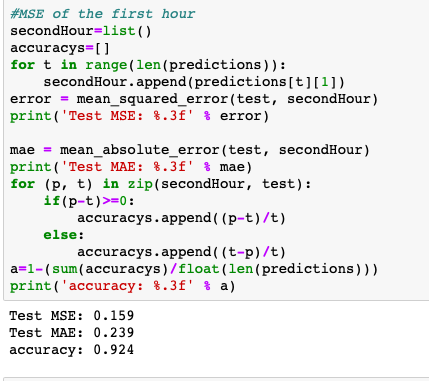 #MSE of the first hour
secondHour=list()
accuracys=[]
for t in range(len(predictions)):
    secondHour.append(predictions[t][1])
error = mean_squared_error(test, secondHour)
print('Test MSE: %.3f' % error)

mae = mean_absolute_error(test, secondHour)
print('Test MAE: %.3f' % mae)
for (p, t) in zip(secondHour, test):
    if(p-t)>=0:
        accuracys.append((p-t)/t)
    else:
        accuracys.append((t-p)/t)
a=1-(sum(accuracys)/float(len(predictions)))
print('accuracy: %.3f' % a)

Test MSE: 0.159
Test MAE: 0.239
accuracy: 0.924